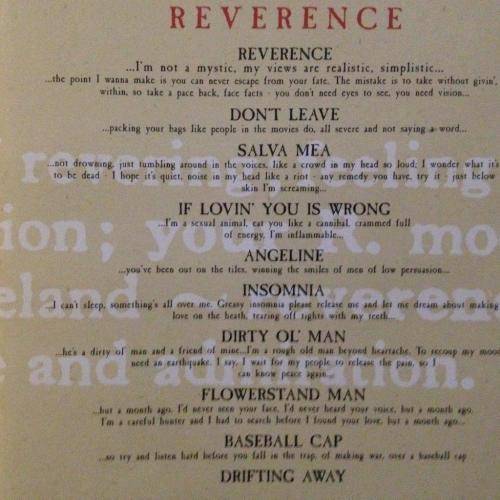 REVERENCE
REVERENCE
...I'm not a mystic, my views are realistic, simplistic...
...the point I wanna make is you can never escape from your fate. The mistake is to take without givin',
within, so take a pace back, face facts - you don't need eyes to see, you need vision...
DON'T LEAVE
...packing your bags like people in the movies do, all severe and not saying a word...
SALVA MEA
...not drowning, just tumbling around in the voices, like a crowd in my head so loud; I wonder what it's
to be dead - I hope it's quiet, noise in my head like a riot - any remedy you have, try it - just below
skin I'm screaming...
IF LOVIN' YOU IS WRONG
...I'm a sexual animal, eat you like a cannibal, crammed full
of energy, I'm inflammable...
ANGELINE
...you've been out on the tiles, winning the smiles of men of low persuasion...
INSOMNIA
...I can't sleep, something's all over me. Greasy insomnia please release me and let me dream about making
love on the heath, tearing off tights with my teeth...
DIRTY OL' MAN
...he's a dirty ol' man and a friend of mine...I'm a rough old man beyond heartache. To recoup my mood
need an earthquake. I say, I wait for my people to release the pain, so I
can know peace again...
FLOWERSTAND MAN
...but a month ago, I'd never seen your face, I'd never heard your voice, but a month ago,
I'm a careful hunter and I had to search before I found your love, but a month ago...
BASEBALL CAP
...so try and listen hard before you fall in the trap, of making war, over a baseball cap
DRIFTING AWAY
ion; you
. mo
eland
and
ation.